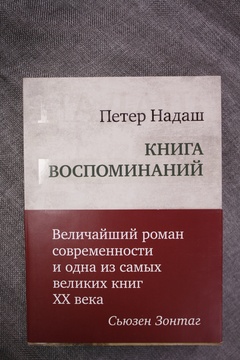 Петер Надаш
КНИГА
ВОСПОМИНАНИЙ
Величайший роман
современности
и одна из самых
великих книг
XX века
Сьюзен Зонтаг